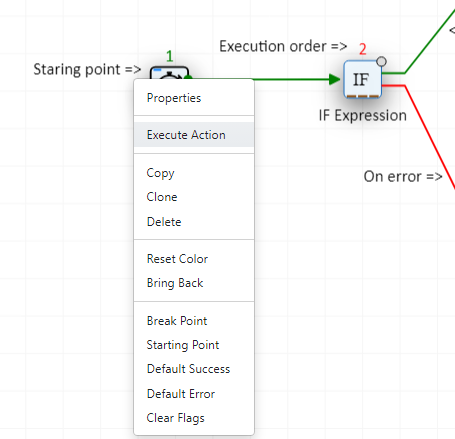 1
Execution order => 2
Staring point =>
IF
IF Expression
On error =>
Properties
Execute Action
Copy
Clone
Delete
Reset Color
Bring Back
Break Point
Starting Point
Default Success
Default Error
Clear Flags